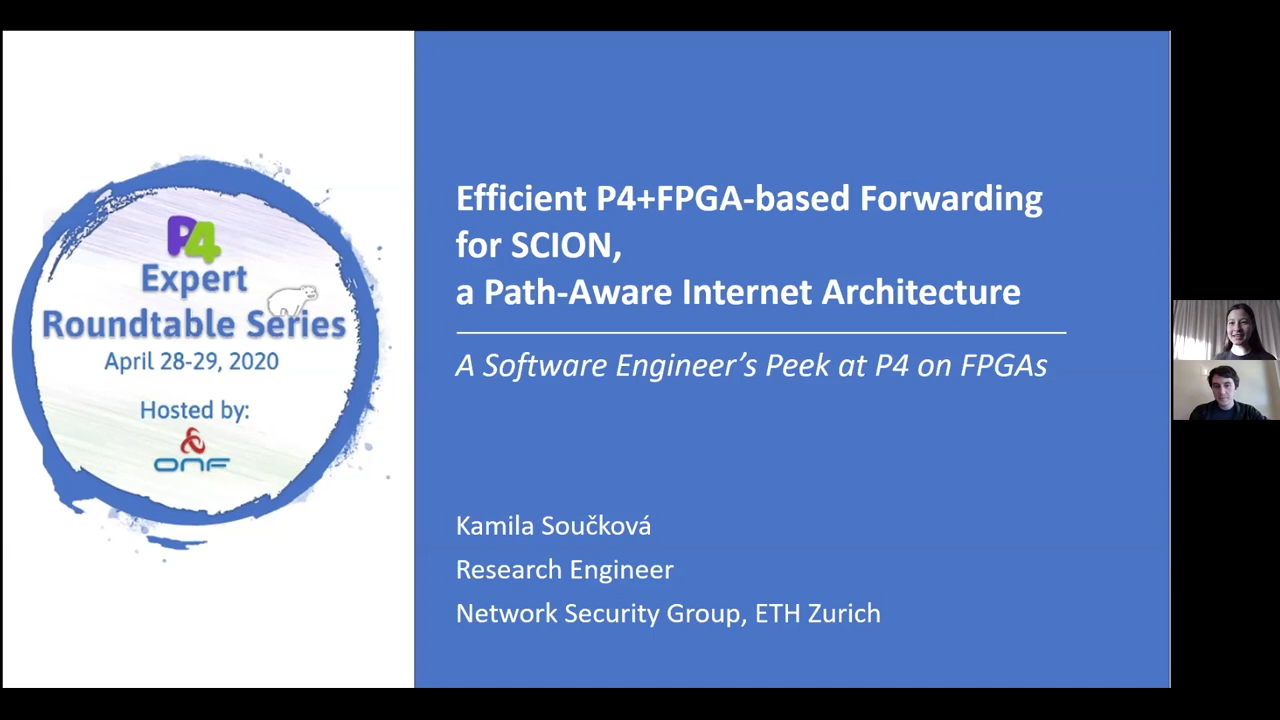 P4
Expert
Roundtable Series
April 28-29, 2020
Hosted by:
ONF
Efficient P4+FPGA-based Forwarding
for SCION,
a Path-Aware Internet Architecture
A Software Engineer’s Peek at P4 on FPGAs
Kamila Součková
Research Engineer
Network Security Group, ETH Zurich